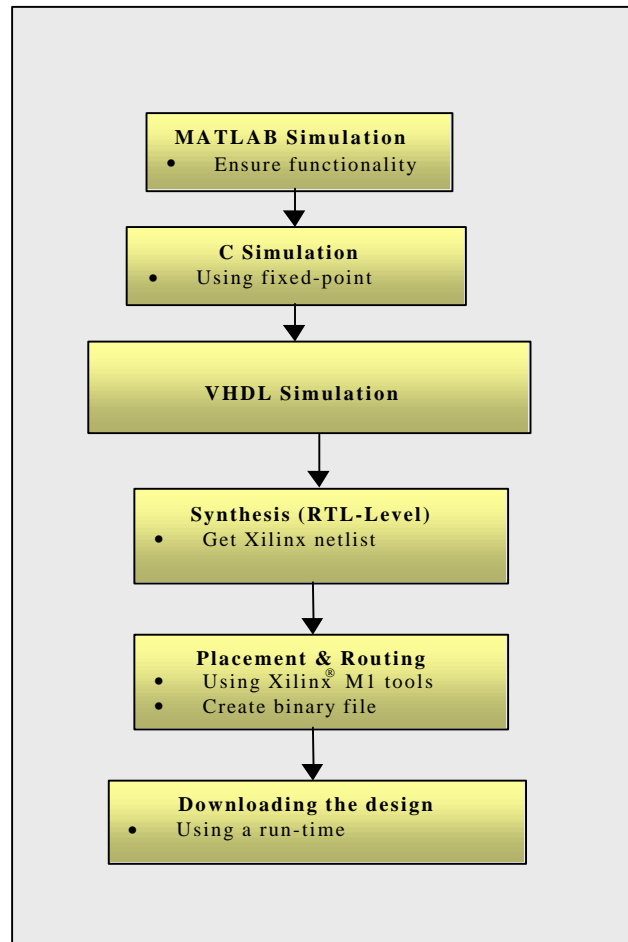 MATLAB Simulation
• Ensure functionality
C Simulation
• Using fixed-point
VHDL Simulation
Synthesis (RTL-Level)
• Get Xilinx netlist
Placement & Routing
• Using Xilinx® M1 tools
• Create binary file
Downloading the design
• Using a run-time